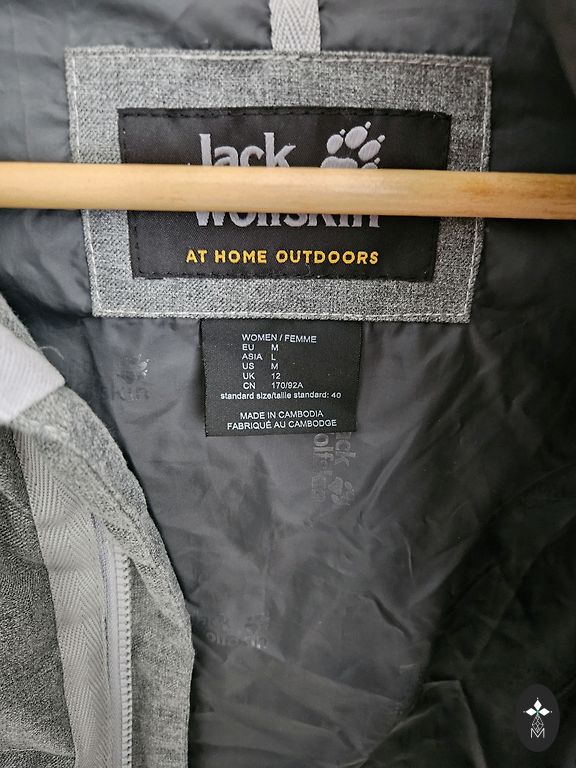 Jack
Wolfskin
AT HOME OUTDOORS
WOMEN / FEMME
EU M
ASIA L
US M
UK 12
CN 170/92A
standard size/taille standard: 40
MADE IN CAMBODIA
FABRIQUÉ AU CAMBODGE